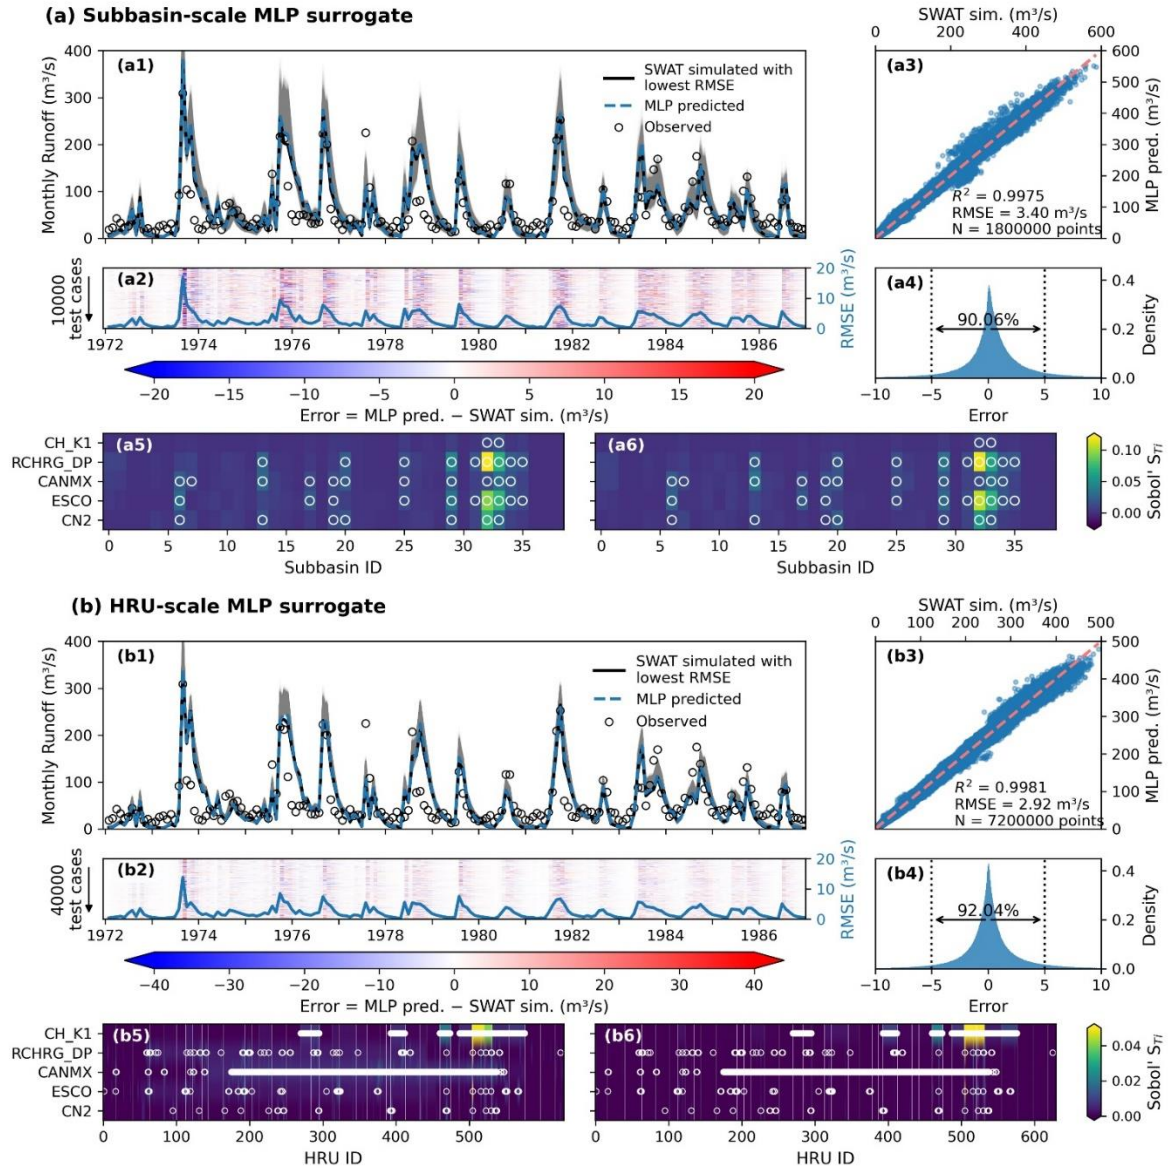 (a) Subbasin-scale MLP surrogate
SWAT sim. (m³/s)
0 150 300 450 600
Monthly Runoff (m³/s)
400
300
200
100
0
(a1)
SWAT simulated with
lowest RMSE
MLP predicted
Observed
(a3)
R² = 0.9975
RMSE = 3.40 m³/s
N = 1800000 points
600
500
400
300
200
100
0
MLP pred. (m³/s)
10000
test cases
(a2)
20
10
0
RMSE (m³/s)
1972 1974 1976 1978 1980 1982 1984 1986
(a4)
90.06%
0.4
0.2
0.0
Density
−10 −5 0 5 10
Error
−20 −15 −10 −5 0 5 10 15 20
Error = MLP pred. − SWAT sim. (m³/s)
CH_K1
RCHRG_DP
CANMX
ESCO
CN2
(a5)
0 5 10 15 20 25 30 35
Subbasin ID
(a6)
0 5 10 15 20 25 30 35
Subbasin ID
0.10
0.05
0.00
Sobol' S_Ti
(b) HRU-scale MLP surrogate
SWAT sim. (m³/s)
0 100 200 300 400 500
Monthly Runoff (m³/s)
400
300
200
100
0
(b1)
SWAT simulated with
lowest RMSE
MLP predicted
Observed
(b3)
R² = 0.9981
RMSE = 2.92 m³/s
N = 7200000 points
500
400
300
200
100
0
MLP pred. (m³/s)
40000
test cases
(b2)
20
10
0
RMSE (m³/s)
1972 1974 1976 1978 1980 1982 1984 1986
(b4)
92.04%
0.4
0.2
0.0
Density
−10 −5 0 5 10
Error
−40 −30 −20 −10 0 10 20 30 40
Error = MLP pred. − SWAT sim. (m³/s)
CH_K1
RCHRG_DP
CANMX
ESCO
CN2
(b5)
0 100 200 300 400 500
HRU ID
(b6)
0 100 200 300 400 500 600
HRU ID
0.04
0.02
0.00
Sobol' S_Ti